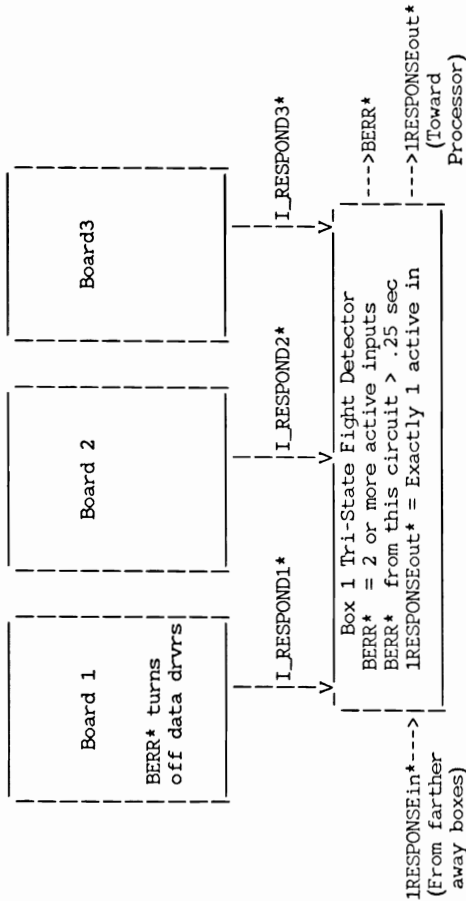 Board 1
BERR* turns
off data drvrs
Board 2
Board3
I_RESPOND1*
I_RESPOND2*
I_RESPOND3*
Box 1 Tri-State Fight Detector
BERR* = 2 or more active inputs
BERR* from this circuit > .25 sec
1RESPONSEout* = Exactly 1 active in
1RESPONSEin*--->
(From farther
away boxes)
--->BERR*
---->1RESPONSEout*
(Toward
Processor)